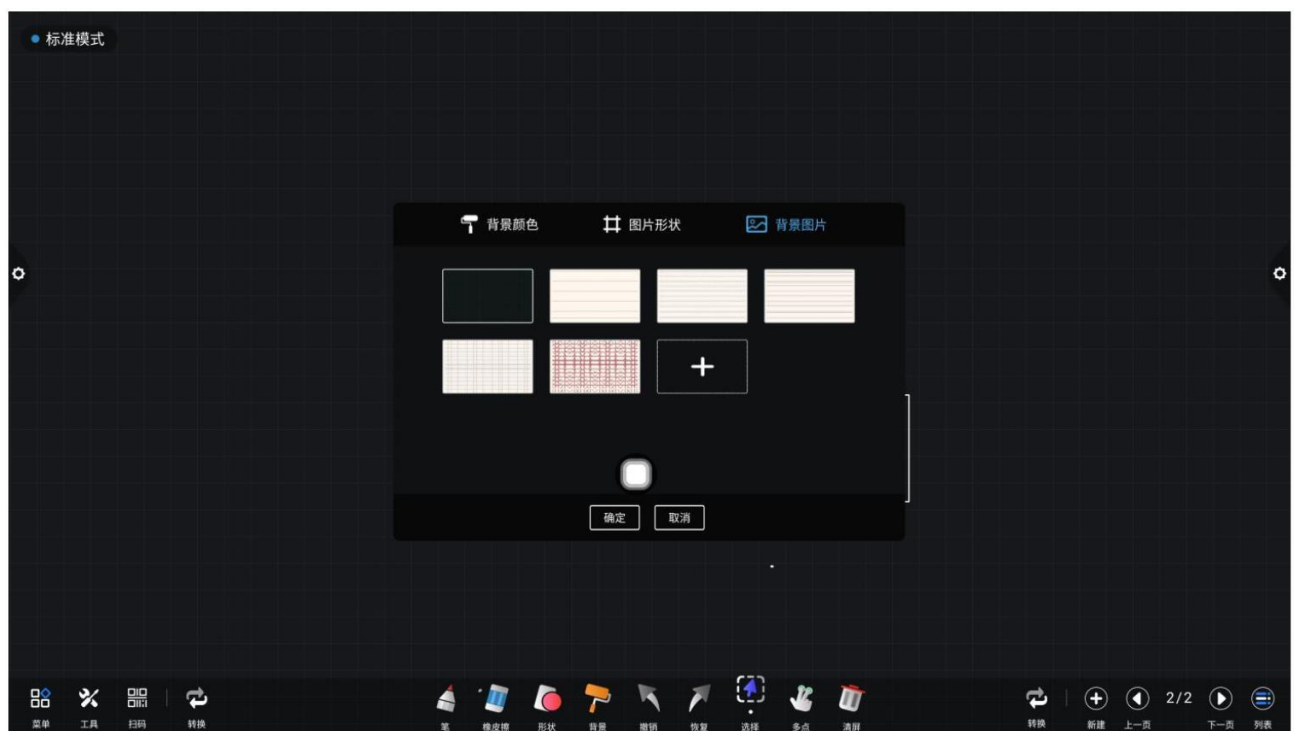 标准模式
背景颜色 图片形状 背景图片
确定 取消
2/2
菜单 工具 扫码 转换 笔 橡皮擦 形状 背景 撤销 恢复 选择 多点 清屏 转换 新建 上一页 下一页 列表